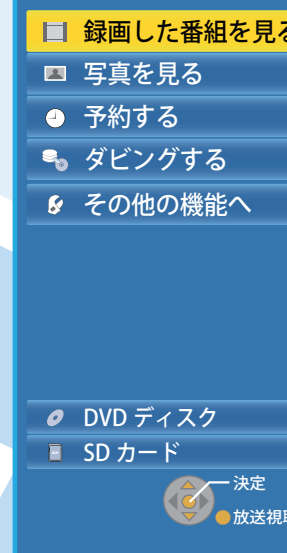 録画した番組を見る
写真を見る
予約する
ダビングする
その他の機能へ
DVD ディスク
SD カード
決定
放送視聴